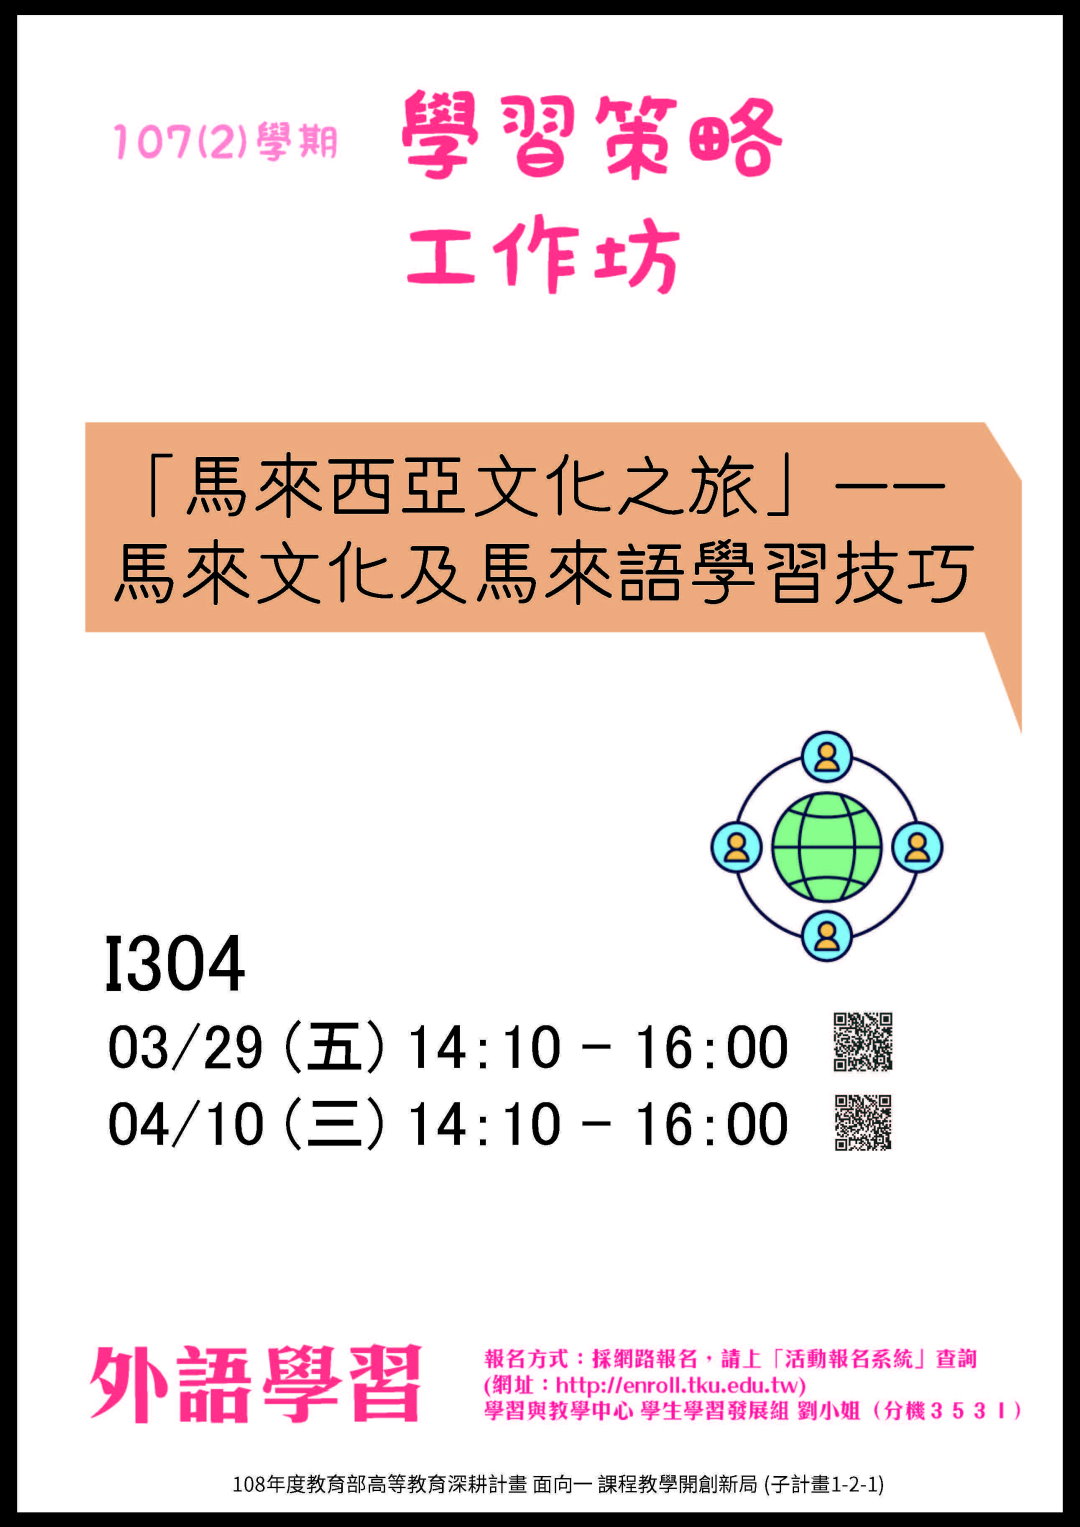 107(2)學期 學習策略
工作坊
「馬來西亞文化之旅」——
馬來文化及馬來語學習技巧
I304
03/29 (五) 14:10 - 16:00
04/10 (三) 14:10 - 16:00
外語學習
報名方式：採網路報名，請上「活動報名系統」查詢
(網址：http://enroll.tku.edu.tw)
學習與教學中心 學生學習發展組 劉小姐（分機３５３１）
108年度教育部高等教育深耕計畫 面向一 課程教學開創新局 (子計畫1-2-1)